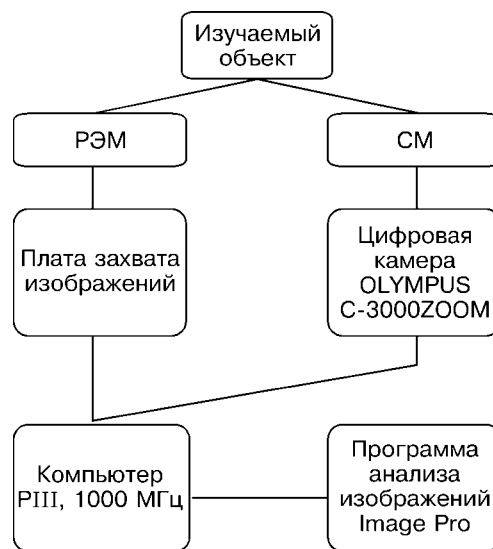 Изучаемый
объект
РЭМ
СМ
Плата захвата
изображений
Цифровая
камера
OLYMPUS
C-3000ZOOM
Компьютер
PIII, 1000 МГц
Программа
анализа
изображений
Image Pro